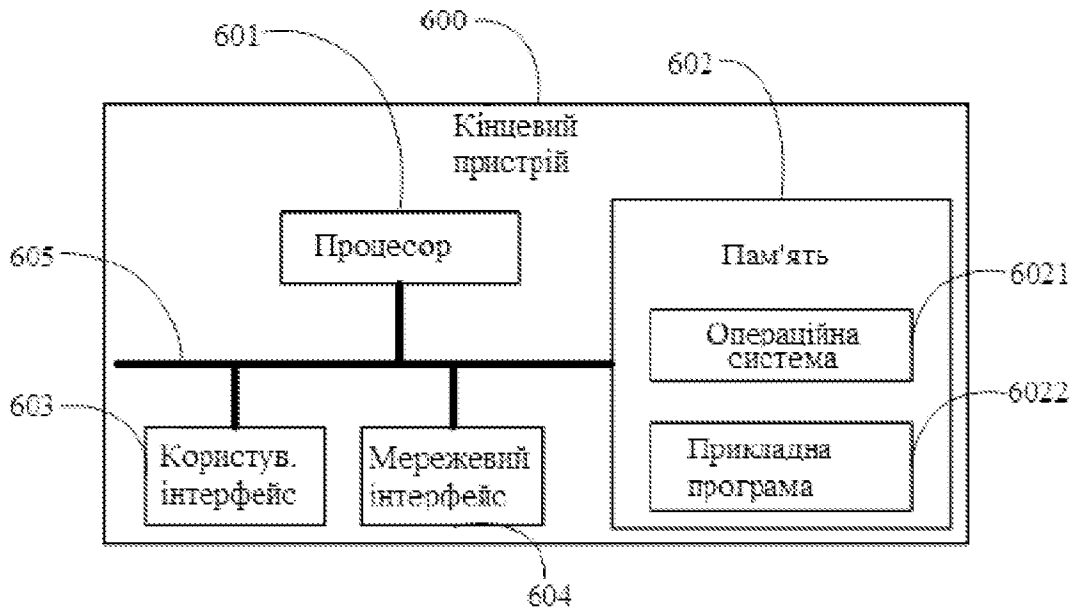 600
601
602
Кінцевий
пристрій
Процесор
Пам'ять
605
6021
Операційна
система
6022
603
Користув.
інтерфейс
Мережевий
інтерфейс
Прикладна
програма
604